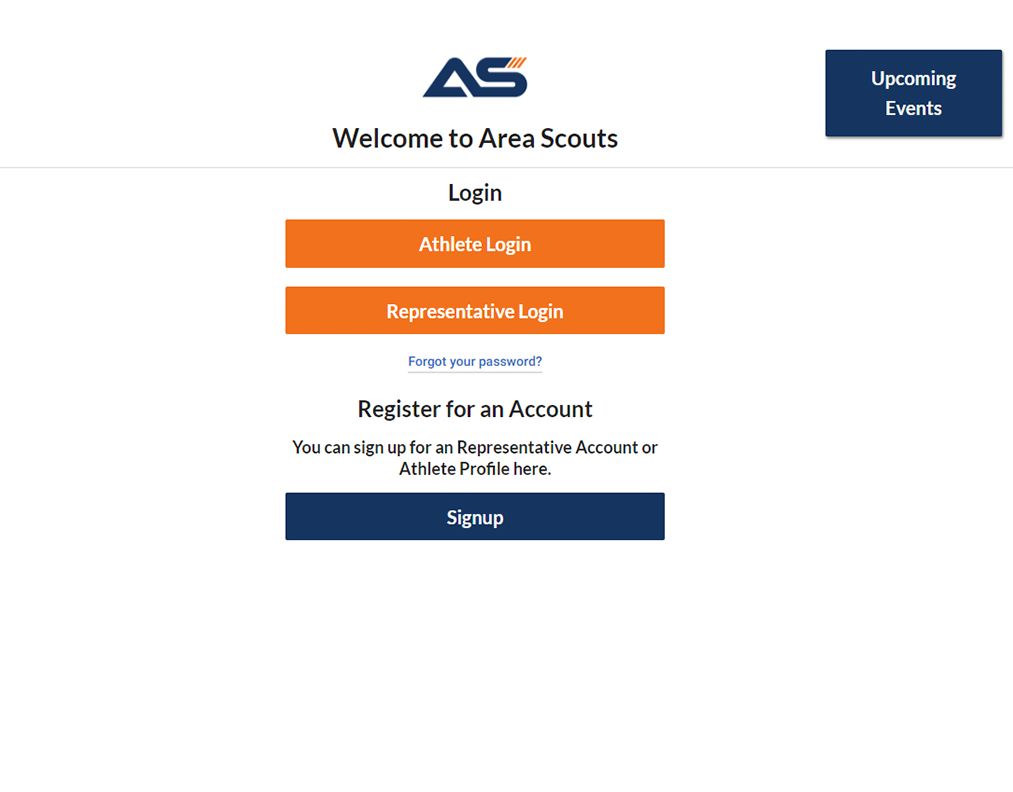 AS
Welcome to Area Scouts
Upcoming
Events
Login
Athlete Login
Representative Login
Forgot your password?
Register for an Account
You can sign up for an Representative Account or
Athlete Profile here.
Signup